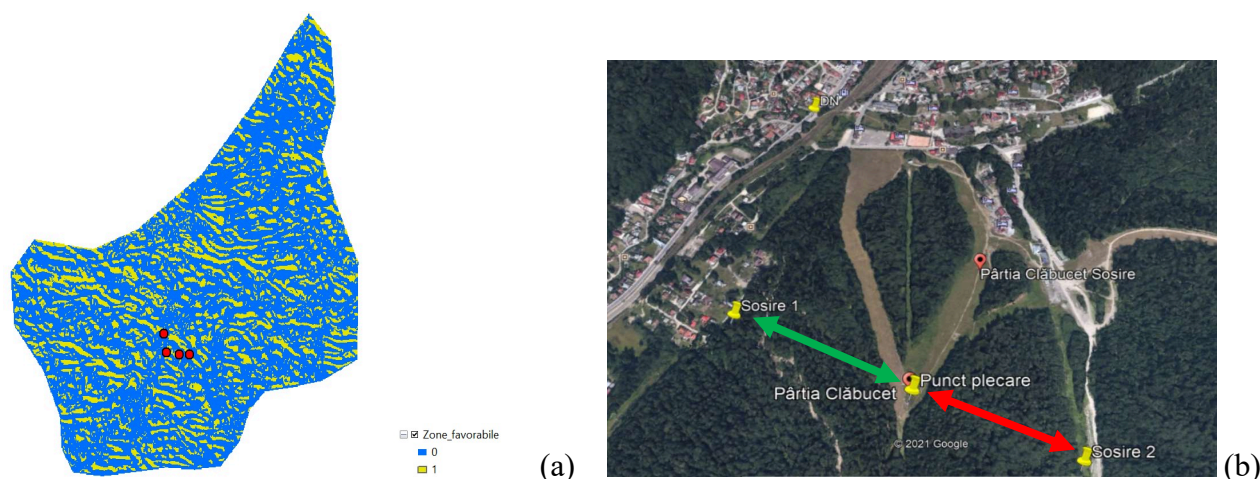 Zone_favorabile
0
1
(a)
DN
Pârtia Clăbucet Sosire
Sosire 1
Punct plecare
Pârtia Clăbucet
© 2021 Google
Sosire 2
(b)